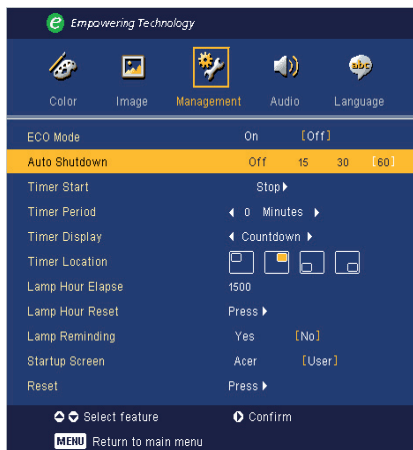 e Empowering Technology
abc
Color Image Management Audio Language
ECO Mode On [Off]
Auto Shutdown Off 15 30 [60]
Timer Start Stop
Timer Period 0 Minutes
Timer Display Countdown
Timer Location
Lamp Hour Elapse 1500
Lamp Hour Reset Press
Lamp Reminding Yes [No]
Startup Screen Acer [User]
Reset Press
Select feature Confirm
MENU Return to main menu